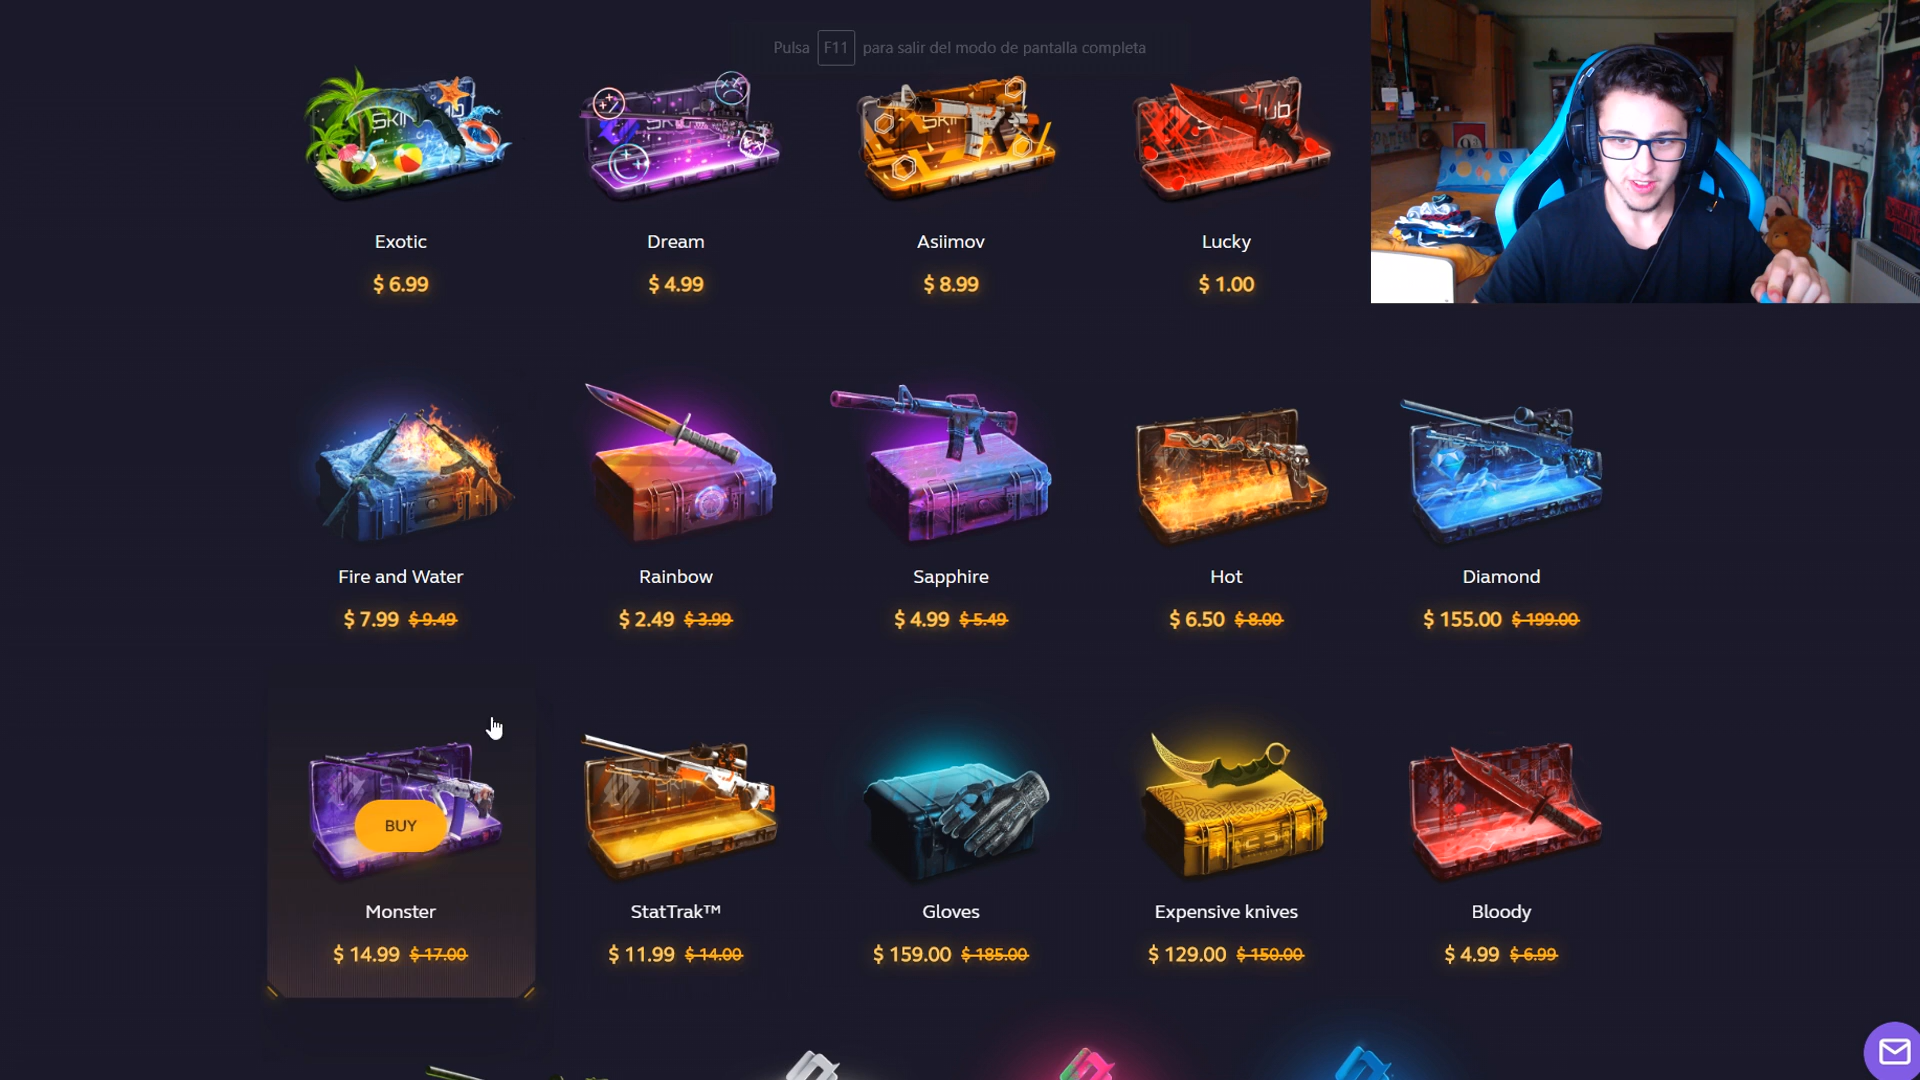 Pulsa F11 para salir del modo de pantalla completa
Exotic
$ 6.99
Dream
$ 4.99
Asiimov
$ 8.99
Lucky
$ 1.00
Fire and Water
$ 7.99 $ 9.49
Rainbow
$ 2.49 $ 3.99
Sapphire
$ 4.99 $ 5.49
Hot
$ 6.50 $ 8.00
Diamond
$ 155.00 $ 199.00
BUY
Monster
$ 14.99 $ 17.00
StatTrak™
$ 11.99 $ 14.00
Gloves
$ 159.00 $ 185.00
Expensive knives
$ 129.00 $ 150.00
Bloody
$ 4.99 $ 6.99